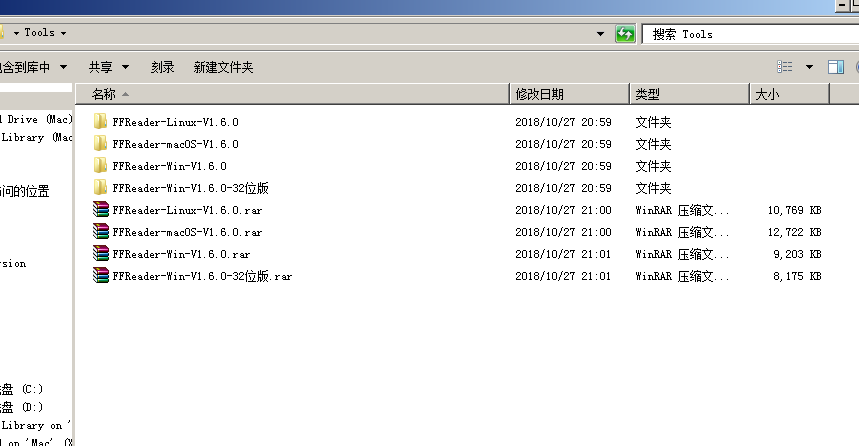 Tools
搜索 Tools
含到库中 共享 刻录 新建文件夹
名称 修改日期 类型 大小
FFReader-Linux-V1.6.0 2018/10/27 20:59 文件夹
FFReader-macOS-V1.6.0 2018/10/27 20:59 文件夹
FFReader-Win-V1.6.0 2018/10/27 20:59 文件夹
FFReader-Win-V1.6.0-32位版 2018/10/27 20:59 文件夹
FFReader-Linux-V1.6.0.rar 2018/10/27 21:00 WinRAR 压缩文... 10,769 KB
FFReader-macOS-V1.6.0.rar 2018/10/27 21:00 WinRAR 压缩文... 12,722 KB
FFReader-Win-V1.6.0.rar 2018/10/27 21:01 WinRAR 压缩文... 9,203 KB
FFReader-Win-V1.6.0-32位版.rar 2018/10/27 21:01 WinRAR 压缩文... 8,175 KB
Drive (Mac)
Library (Mac
问的位置
sion
盘 (C:)
盘 (D:)
Library on '
on 'Mac' (X